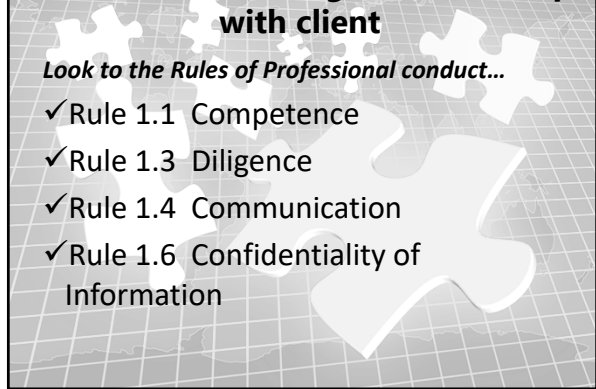 with client
Look to the Rules of Professional conduct…
✓Rule 1.1 Competence
✓Rule 1.3 Diligence
✓Rule 1.4 Communication
✓Rule 1.6 Confidentiality of
Information